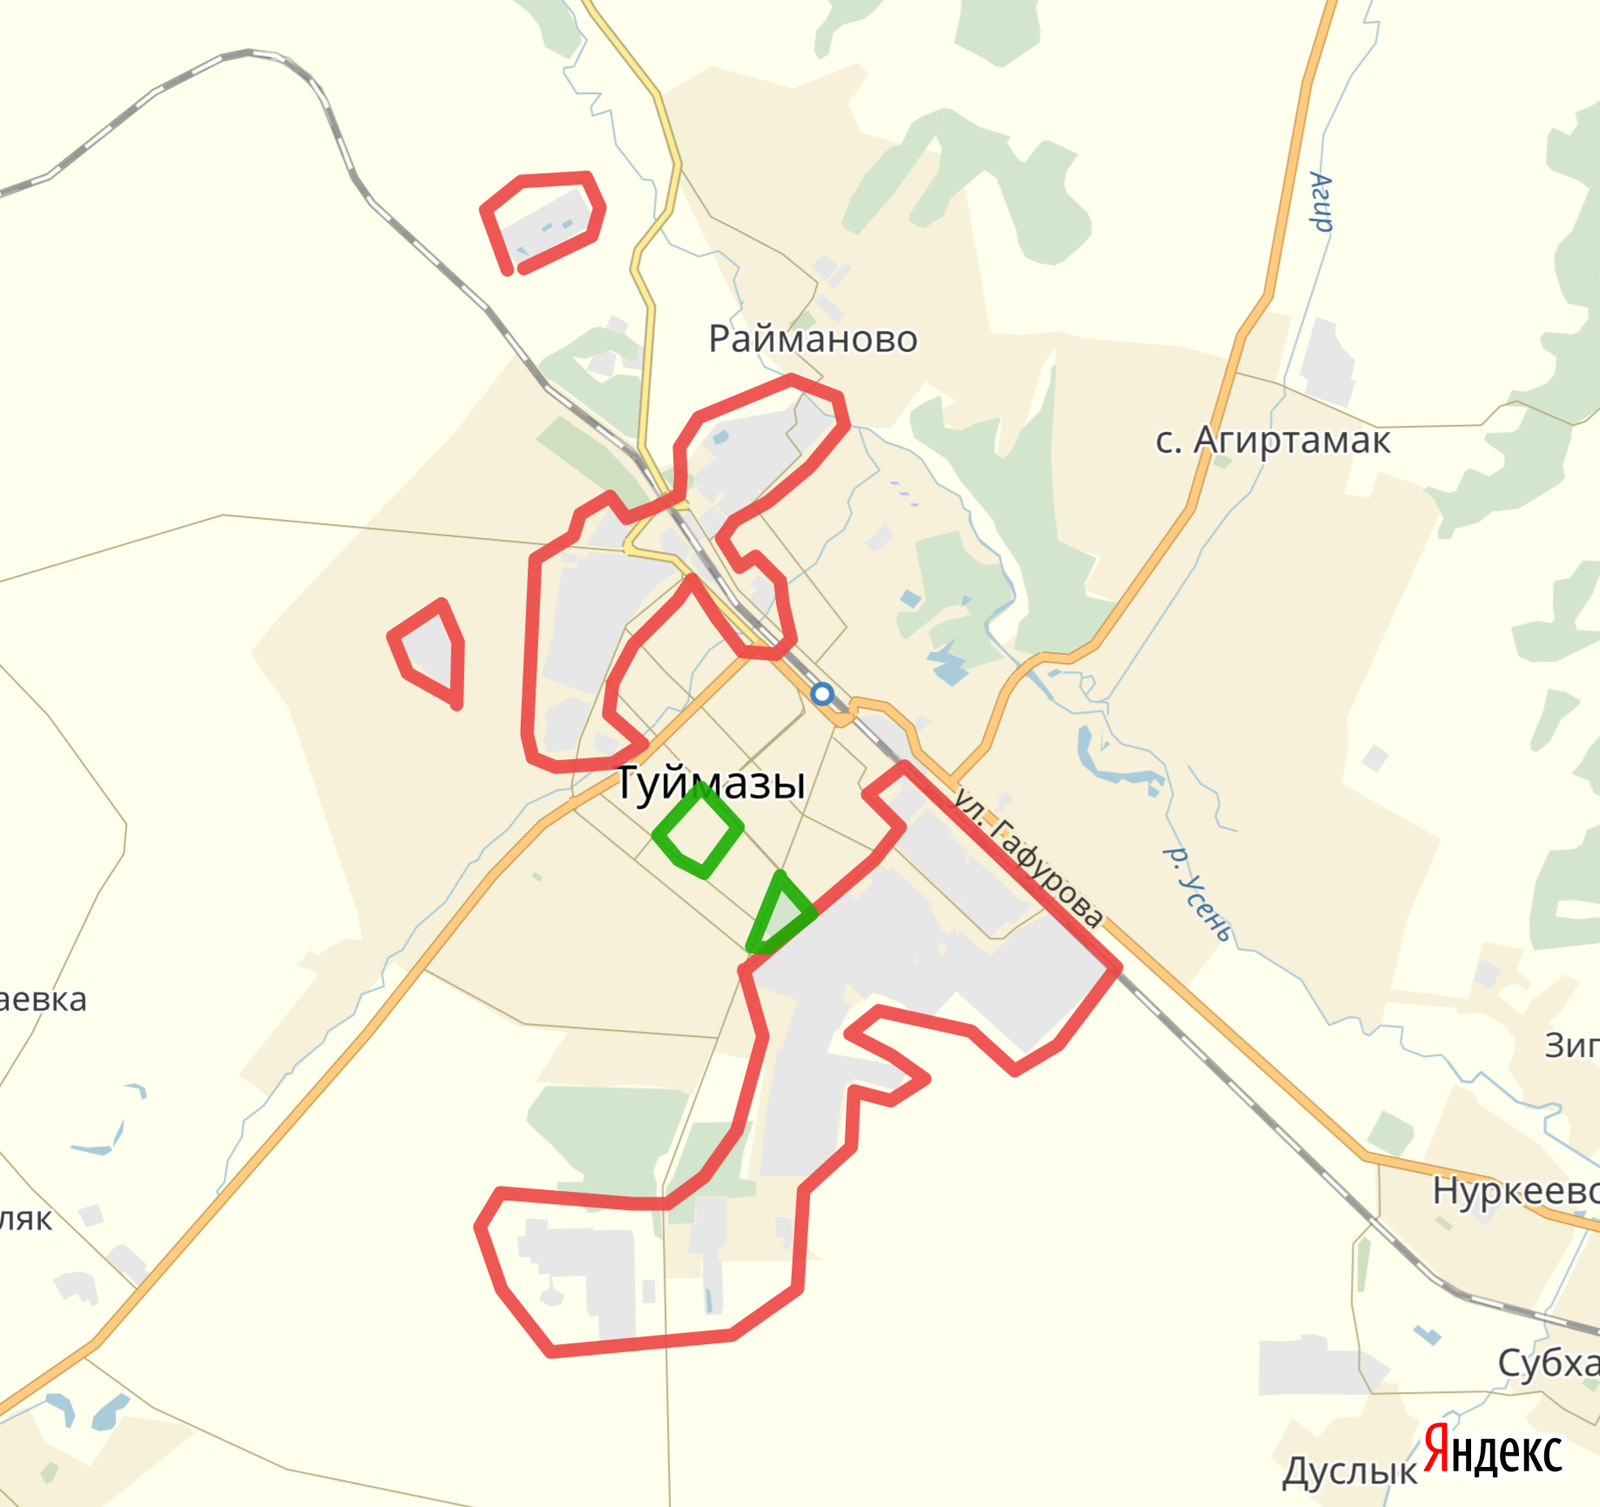 Агир
Райманово
с. Агиртамак
Туймазы
ул. Гафурова
р. Усень
аевка
Зиг
Нуркеево
ляк
Субха
Дуслык
Яндекс